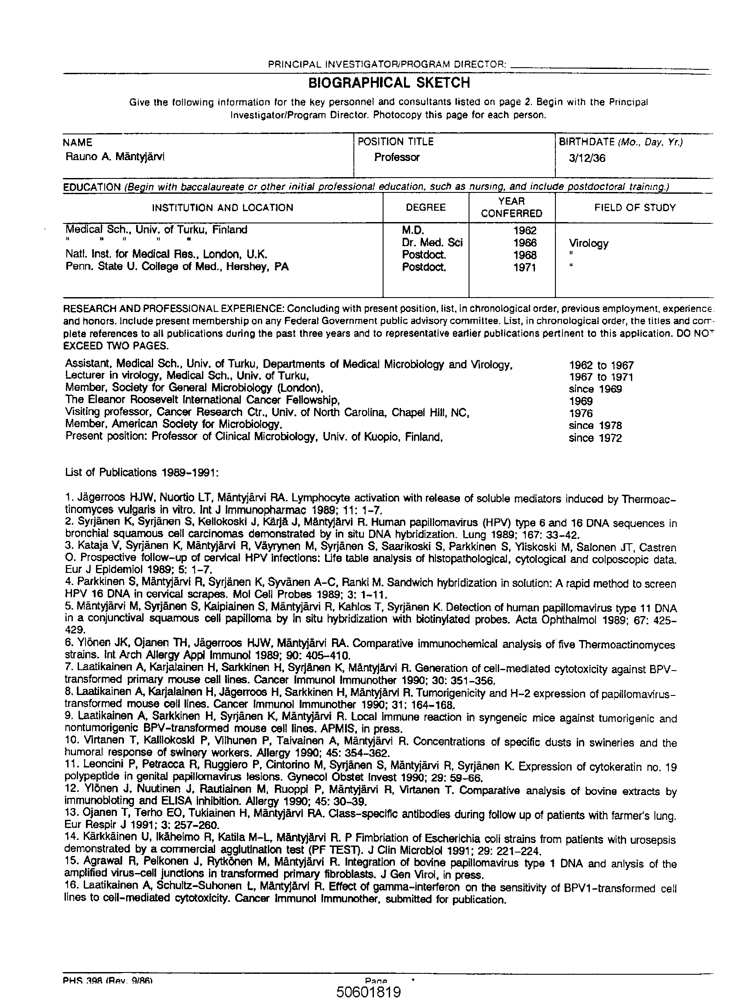 PRINCIPAL INVESTIGATOR/PROGRAM DIRECTOR:
BIOGRAPHICAL SKETCH
Give the following information for the key personnel and consultants listed on page 2. Begin with the Principal
Investigator/Program Director. Photocopy this page for each person.
NAME POSITION TITLE BIRTHDATE (Mo., Day, Yr.)
Rauno A. Mäntyjärvi Professor 3/12/36
EDUCATION (Begin with baccalaureate or other initial professional education, such as nursing, and include postdoctoral training.)
INSTITUTION AND LOCATION DEGREE YEAR CONFERRED FIELD OF STUDY
Medical Sch., Univ. of Turku, Finland M.D. 1962
" " " " " Dr. Med. Sci 1966 Virology
Natl. Inst. for Medical Res., London, U.K. Postdoct. 1968 "
Penn. State U. College of Med., Hershey, PA Postdoct. 1971 "
RESEARCH AND PROFESSIONAL EXPERIENCE: Concluding with present position, list, in chronological order, previous employment, experience.
and honors. Include present membership on any Federal Government public advisory committee. List, in chronological order, the titles and com-
plete references to all publications during the past three years and to representative earlier publications pertinent to this application. DO NOT
EXCEED TWO PAGES.
Assistant, Medical Sch., Univ. of Turku, Departments of Medical Microbiology and Virology, 1962 to 1967
Lecturer in virology, Medical Sch., Univ. of Turku, 1967 to 1971
Member, Society for General Microbiology (London), since 1969
The Eleanor Roosevelt International Cancer Fellowship, 1969
Visiting professor, Cancer Research Ctr., Univ. of North Carolina, Chapel Hill, NC, 1976
Member, American Society for Microbiology, since 1978
Present position: Professor of Clinical Microbiology, Univ. of Kuopio, Finland, since 1972
List of Publications 1989-1991:
1. Jägerroos HJW, Nuortio LT, Mäntyjärvi RA. Lymphocyte activation with release of soluble mediators induced by Thermoac-
tinomyces vulgaris in vitro. Int J Immunopharmac 1989; 11: 1-7.
2. Syrjänen K, Syrjänen S, Kellokoski J, Kärjä J, Mäntyjärvi R. Human papillomavirus (HPV) type 6 and 16 DNA sequences in
bronchial squamous cell carcinomas demonstrated by in situ DNA hybridization. Lung 1989; 167: 33-42.
3. Kataja V, Syrjänen K, Mäntyjärvi R, Väyrynen M, Syrjänen S, Saarikoski S, Parkkinen S, Yliskoski M, Salonen JT, Castren
O. Prospective follow-up of cervical HPV infections: Life table analysis of histopathological, cytological and colposcopic data.
Eur J Epidemiol 1989; 5: 1-7.
4. Parkkinen S, Mäntyjärvi R, Syrjänen K, Syvänen A-C, Ranki M. Sandwich hybridization in solution: A rapid method to screen
HPV 16 DNA in cervical scrapes. Mol Cell Probes 1989; 3: 1-11.
5. Mäntyjärvi M, Syrjänen S, Kaipiainen S, Mäntyjärvi R, Kahlos T, Syrjänen K. Detection of human papillomavirus type 11 DNA
in a conjunctival squamous cell papilloma by in situ hybridization with biotinylated probes. Acta Ophthalmol 1989; 67: 425-
429.
6. Ylönen JK, Ojanen TH, Jägerroos HJW, Mäntyjärvi RA. Comparative immunochemical analysis of five Thermoactinomyces
strains. Int Arch Allergy Appl Immunol 1989; 90: 405-410.
7. Laatikainen A, Karjalainen H, Sarkkinen H, Syrjänen K, Mäntyjärvi R. Generation of cell-mediated cytotoxicity against BPV-
transformed primary mouse cell lines. Cancer Immunol Immunother 1990; 30: 351-356.
8. Laatikainen A, Karjalainen H, Jägerroos H, Sarkkinen H, Mäntyjärvi R. Tumorigenicity and H-2 expression of papillomavirus-
transformed mouse cell lines. Cancer Immunol Immunother 1990; 31: 164-168.
9. Laatikainen A, Sarkkinen H, Syrjänen K, Mäntyjärvi R. Local immune reaction in syngeneic mice against tumorigenic and
nontumorigenic BPV-transformed mouse cell lines. APMIS, in press.
10. Virtanen T, Kalliokoski P, Vilhunen P, Taivainen A, Mäntyjärvi R. Concentrations of specific dusts in swineries and the
humoral response of swinery workers. Allergy 1990; 45: 354-362.
11. Leoncini P, Petracca R, Ruggiero P, Cintorino M, Syrjänen S, Mäntyjärvi R, Syrjänen K. Expression of cytokeratin no. 19
polypeptide in genital papillomavirus lesions. Gynecol Obstet Invest 1990; 29: 59-66.
12. Ylönen J, Nuutinen J, Rautiainen M, Ruoppi P, Mäntyjärvi R, Virtanen T. Comparative analysis of bovine extracts by
immunobloting and ELISA inhibition. Allergy 1990; 45: 30-39.
13. Ojanen T, Terho EO, Tukiainen H, Mäntyjärvi RA. Class-specific antibodies during follow up of patients with farmer's lung.
Eur Respir J 1991; 3: 257-260.
14. Kärkkäinen U, Ikäheimo R, Katila M-L, Mäntyjärvi R. P Fimbriation of Escherichia coli strains from patients with urosepsis
demonstrated by a commercial agglutination test (PF TEST). J Clin Microbiol 1991; 29: 221-224.
15. Agrawal R, Pelkonen J, Rytkönen M, Mäntyjärvi R. Integration of bovine papillomavirus type 1 DNA and anlysis of the
amplified virus-cell junctions in transformed primary fibroblasts. J Gen Virol, in press.
16. Laatikainen A, Schultz-Suhonen L, Mäntyjärvi R. Effect of gamma-interferon on the sensitivity of BPV1-transformed cell
lines to cell-mediated cytotoxicity. Cancer Immunol Immunother, submitted for publication.
PHS 398 (Rev. 9/86) Page
50601819